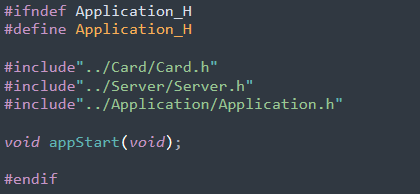 #ifndef Application_H
#define Application_H
#include"../Card/Card.h"
#include"../Server/Server.h"
#include"../Application/Application.h"
void appStart(void);
#endif